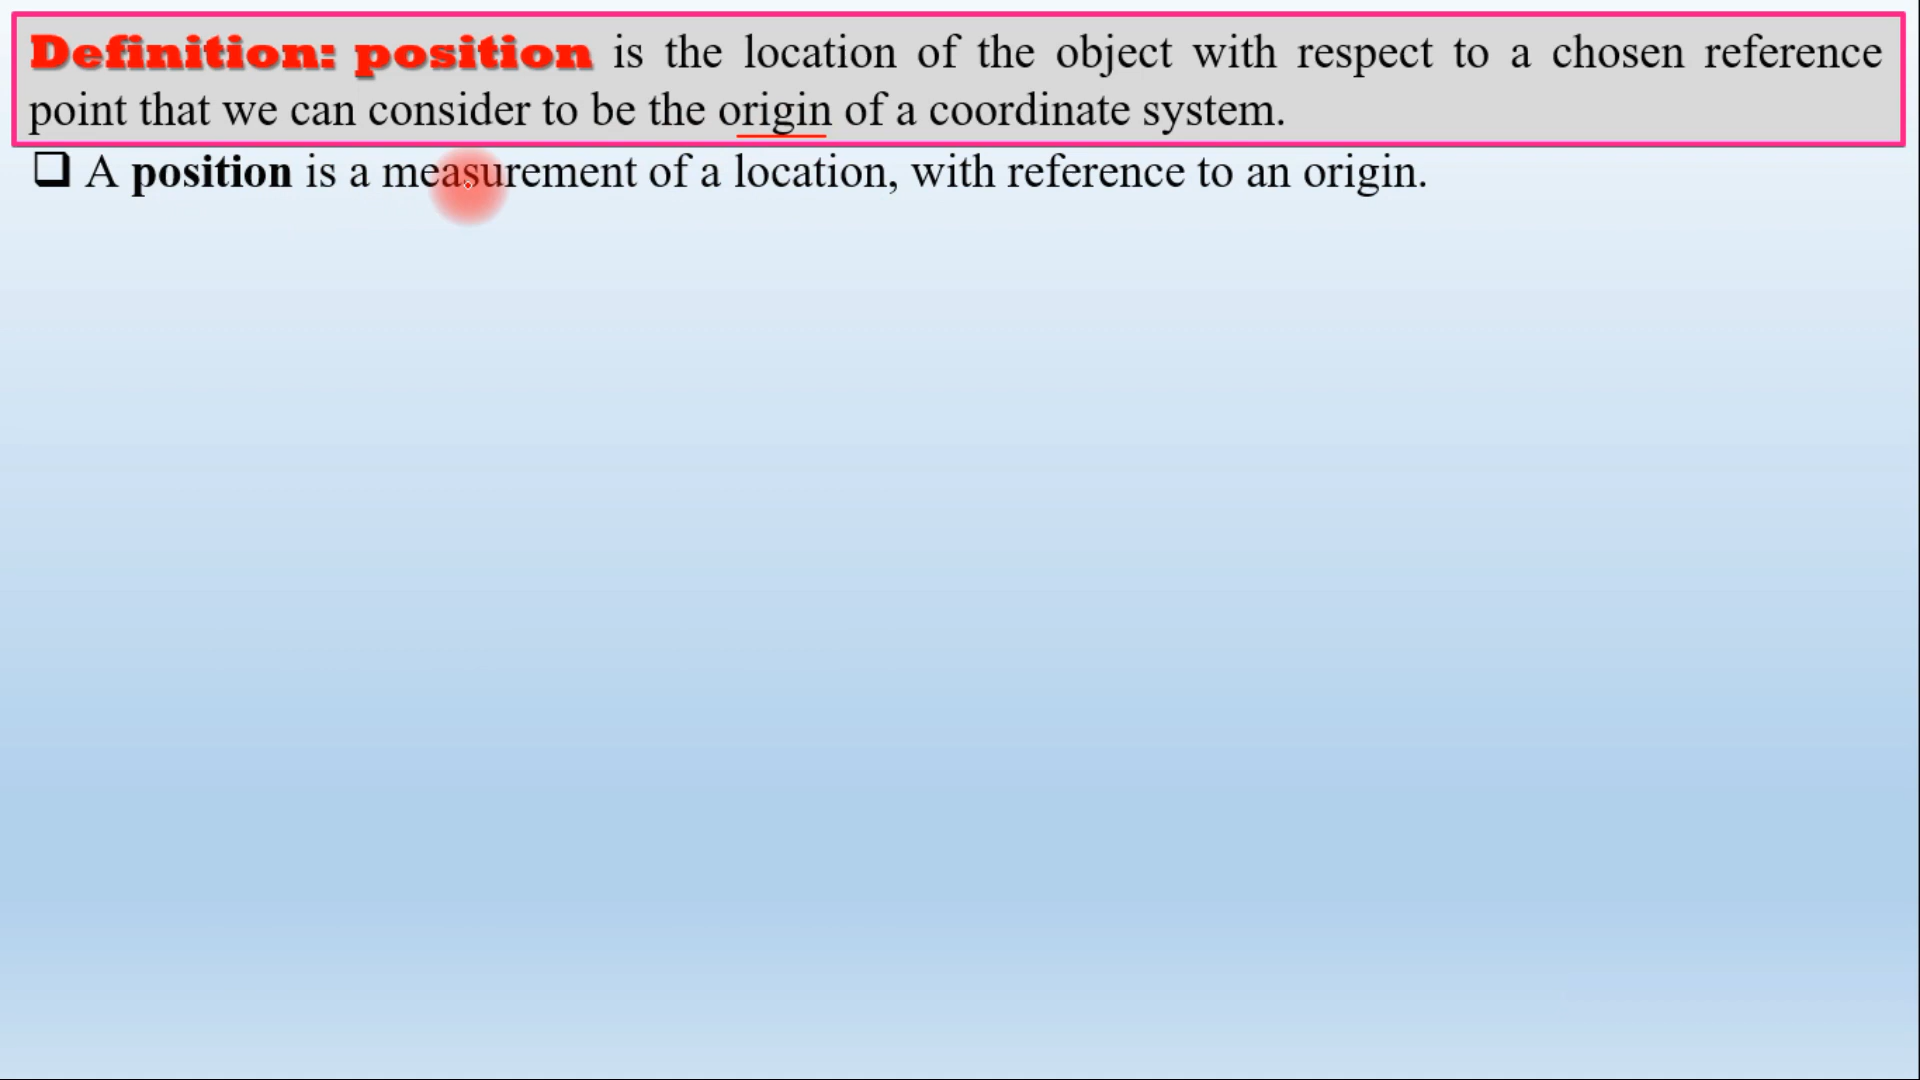 Definition: position is the location of the object with respect to a chosen reference
point that we can consider to be the origin of a coordinate system.
❑ A position is a measurement of a location, with reference to an origin.